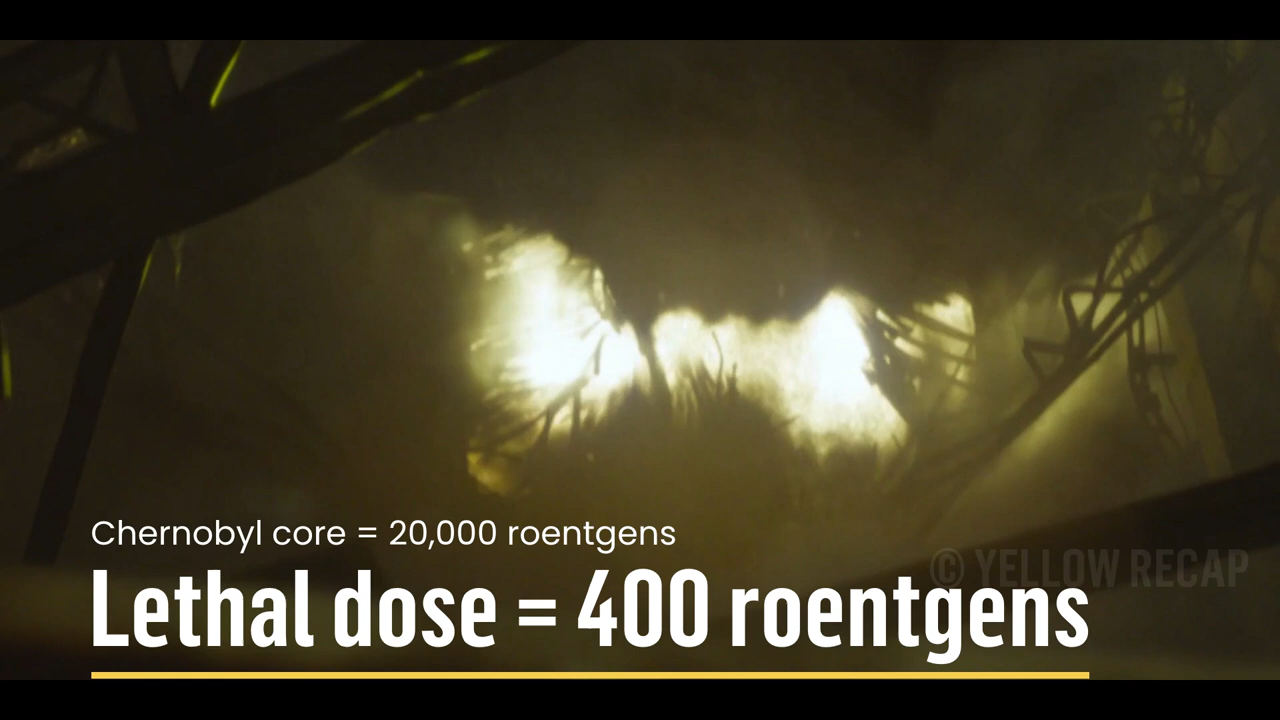 Chernobyl core = 20,000 roentgens
Lethal dose = 400 roentgens
© YELLOW RECAP